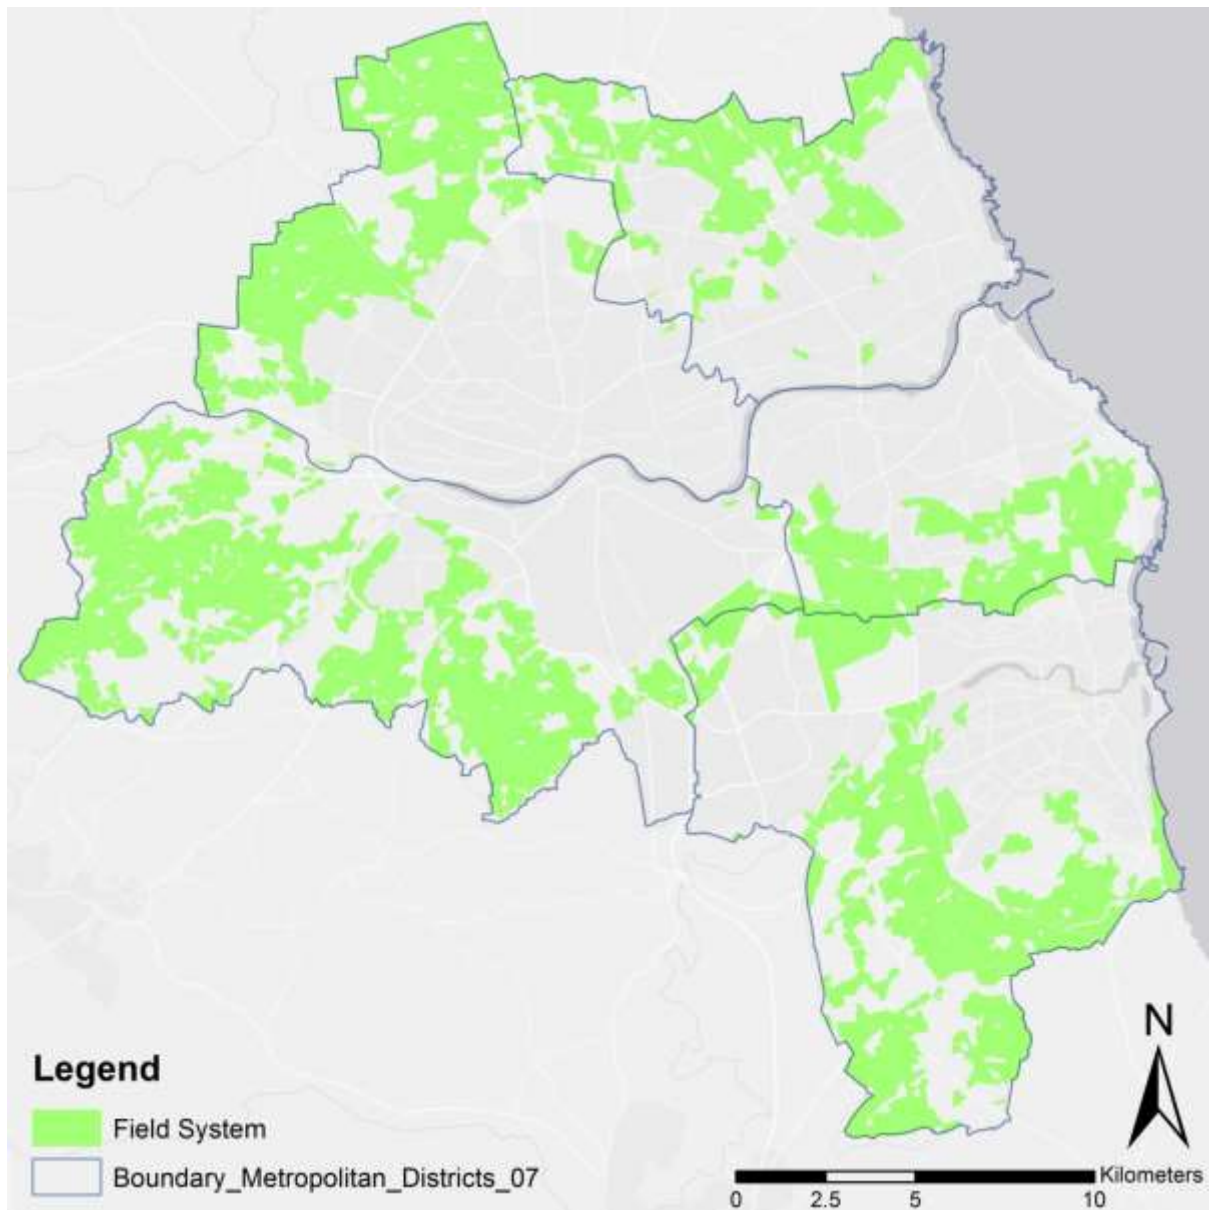 N
Legend
Field System
Boundary_Metropolitan_Districts_07
Kilometers
0 2.5 5 10